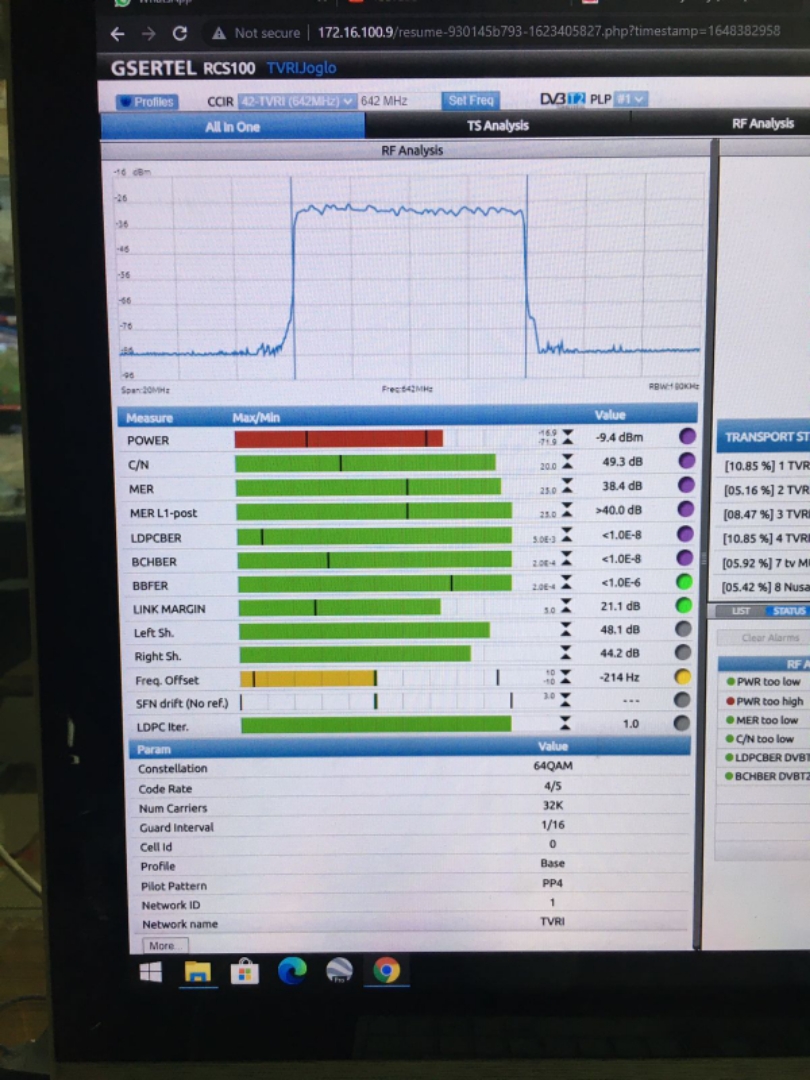 WhatsApp
Not secure | 172.16.100.9/resume-930145b793-1623405827.php?timestamp=1648382958
GSERTEL RCS100 TVRIJoglo
Profiles CCIR 42-TVRI (642MHz) 642 MHz Set Freq DVB T2 PLP #1
All in One TS Analysis RF Analysis
RF Analysis
-16 dBm
-26
-36
-46
-56
-66
-76
-86
-96
Span:20MHz Freq:642MHz RBW:180KHz
Measure Max/Min Value
POWER -16.9 -71.9 -9.4 dBm
C/N 20.0 49.3 dB
MER 23.0 38.4 dB
MER L1-post 23.0 >40.0 dB
LDPCBER 5.0E-3 <1.0E-8
BCHBER 2.0E-4 <1.0E-8
BBFER 2.0E-4 <1.0E-6
LINK MARGIN 3.0 21.1 dB
Left Sh. 48.1 dB
Right Sh. 44.2 dB
Freq. Offset 10 -10 -214 Hz
SFN drift (No ref.) 3.0 ---
LDPC Iter. 1.0
Param Value
Constellation 64QAM
Code Rate 4/5
Num Carriers 32K
Guard Interval 1/16
Cell Id 0
Profile Base
Pilot Pattern PP4
Network ID 1
Network name TVRI
More...
TRANSPORT ST
[10.85 %] 1 TVR
[05.16 %] 2 TVR
[08.47 %] 3 TVR
[10.85 %] 4 TVR
[05.92 %] 7 tv M
[05.42 %] 8 Nusa
LIST STATUS
Clear Alarms
RF A
PWR too low
PWR too high
MER too low
C/N too low
LDPCBER DVBT
BCHBER DVBT2
Pro